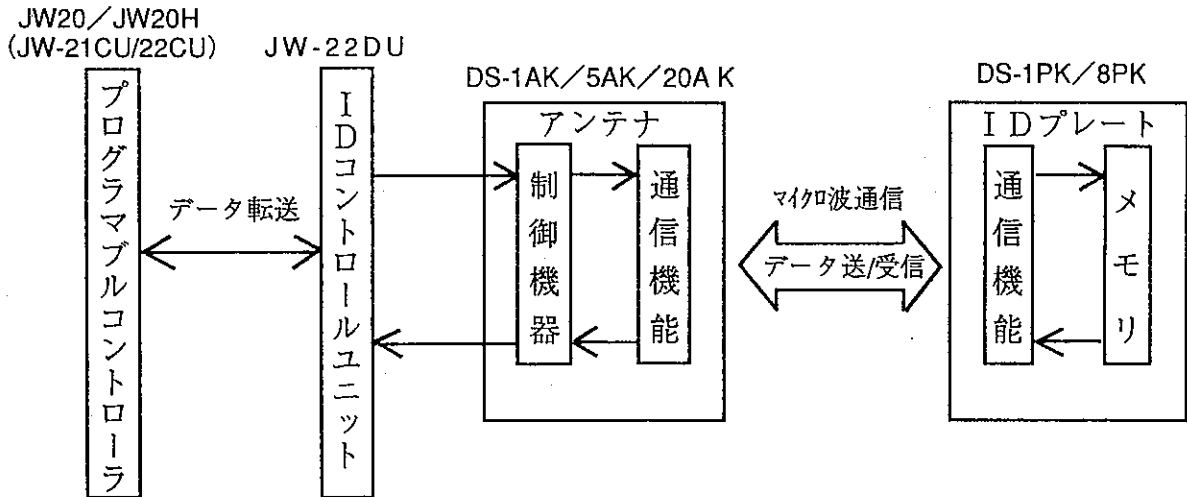 JW20／JW20H
(JW-21CU/22CU)
プログラマブルコントローラ
データ転送
JW-22DU
IDコントロールユニット
DS-1AK／5AK／20AK
アンテナ
制御機器
通信機能
マイクロ波通信
データ送/受信
DS-1PK／8PK
IDプレート
通信機能
メモリ